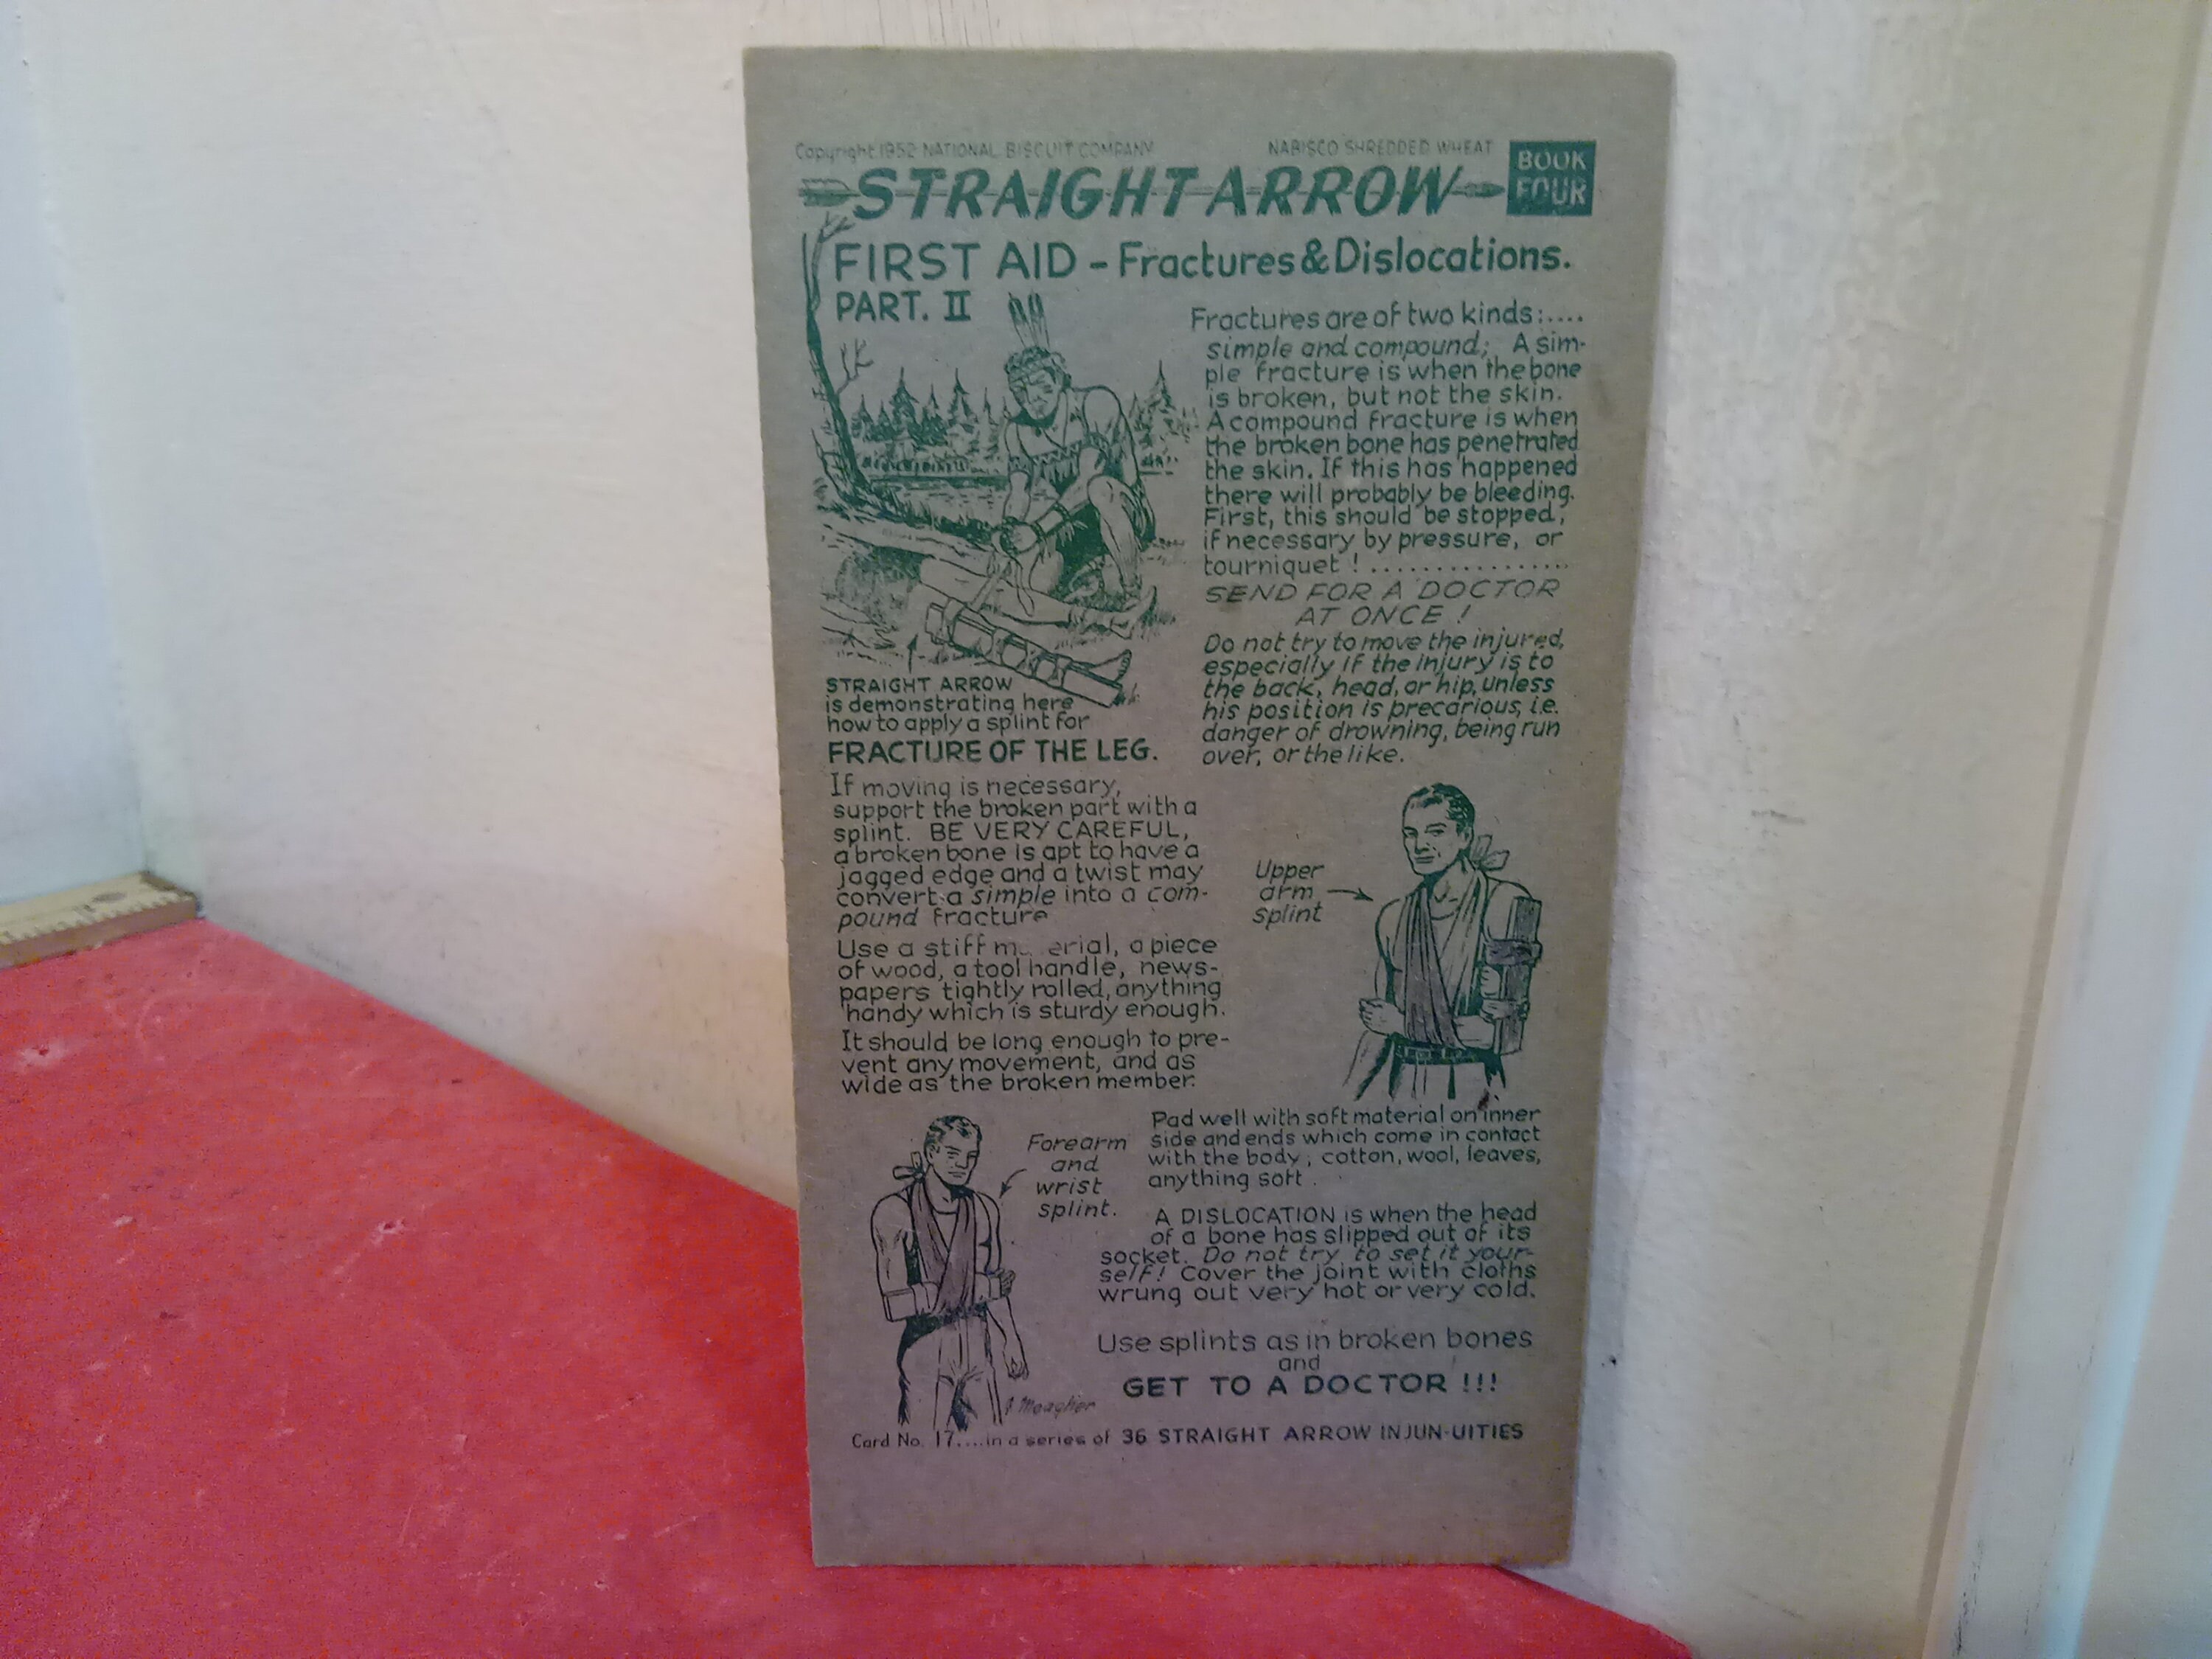 Copyright 1952 NATIONAL BISCUIT COMPANY
NABISCO SHREDDED WHEAT
BOOK
FOUR
STRAIGHT ARROW
FIRST AID - Fractures & Dislocations.
PART. II
Fractures are of two kinds:....
simple and compound; A sim-
ple fracture is when the bone
is broken, but not the skin.
A compound fracture is when
the broken bone has penetrated
the skin. If this has happened
there will probably be bleeding.
First, this should be stopped,
if necessary by pressure, or
tourniquet ! ................
SEND FOR A DOCTOR
AT ONCE !
Do not try to move the injured,
especially if the injury is to
the back, head, or hip, unless
his position is precarious, i.e.
danger of drowning, being run
over, or the like.
STRAIGHT ARROW
is demonstrating here
how to apply a splint for
FRACTURE OF THE LEG.
If moving is necessary,
support the broken part with a
splint. BE VERY CAREFUL,
a broken bone is apt to have a
jagged edge and a twist may
convert a simple into a com-
pound fracture
Use a stiff m erial, a piece
of wood, a tool handle, news-
papers tightly rolled, anything
handy which is sturdy enough.
It should be long enough to pre-
vent any movement, and as
wide as the broken member.
Upper
arm
splint
Forearm
and
wrist
splint.
Pad well with soft material on inner
side and ends which come in contact
with the body; cotton, wool, leaves,
anything soft .
A DISLOCATION is when the head
of a bone has slipped out of its
socket. Do not try to set it your-
self! Cover the joint with cloths
wrung out very hot or very cold.
Use splints as in broken bones
and
GET TO A DOCTOR !!!
J. Meagher
Card No. 17....in a series of 36 STRAIGHT ARROW INJUN-UITIES